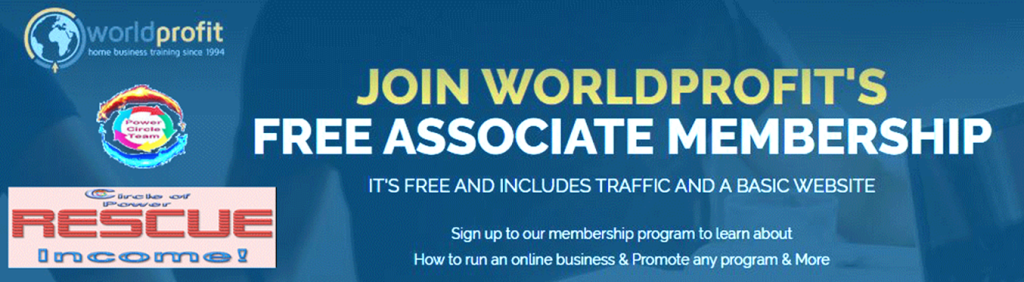 worldprofit
home business training since 1994
Power
Circle
Team
Circle of
Power
RESCUE
Income!
JOIN WORLDPROFIT'S
FREE ASSOCIATE MEMBERSHIP
IT'S FREE AND INCLUDES TRAFFIC AND A BASIC WEBSITE
Sign up to our membership program to learn about
How to run an online business & Promote any program & More